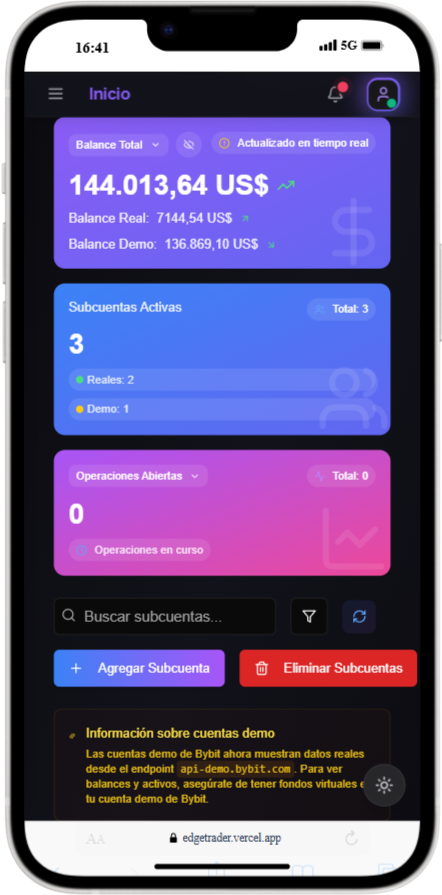 16:41
5G
Inicio
Balance Total
Actualizado en tiempo real
144.013,64 US$
Balance Real: 7144,54 US$
Balance Demo: 136.869,10 US$
Subcuentas Activas
Total: 3
3
Reales: 2
Demo: 1
Operaciones Abiertas
Total: 0
0
Operaciones en curso
Buscar subcuentas...
+ Agregar Subcuenta
Eliminar Subcuentas
Información sobre cuentas demo
Las cuentas demo de Bybit ahora muestran datos reales
desde el endpoint api-demo.bybit.com. Para ver
balances y activos, asegúrate de tener fondos virtuales e
tu cuenta demo de Bybit.
AA
edgetrader.vercel.app